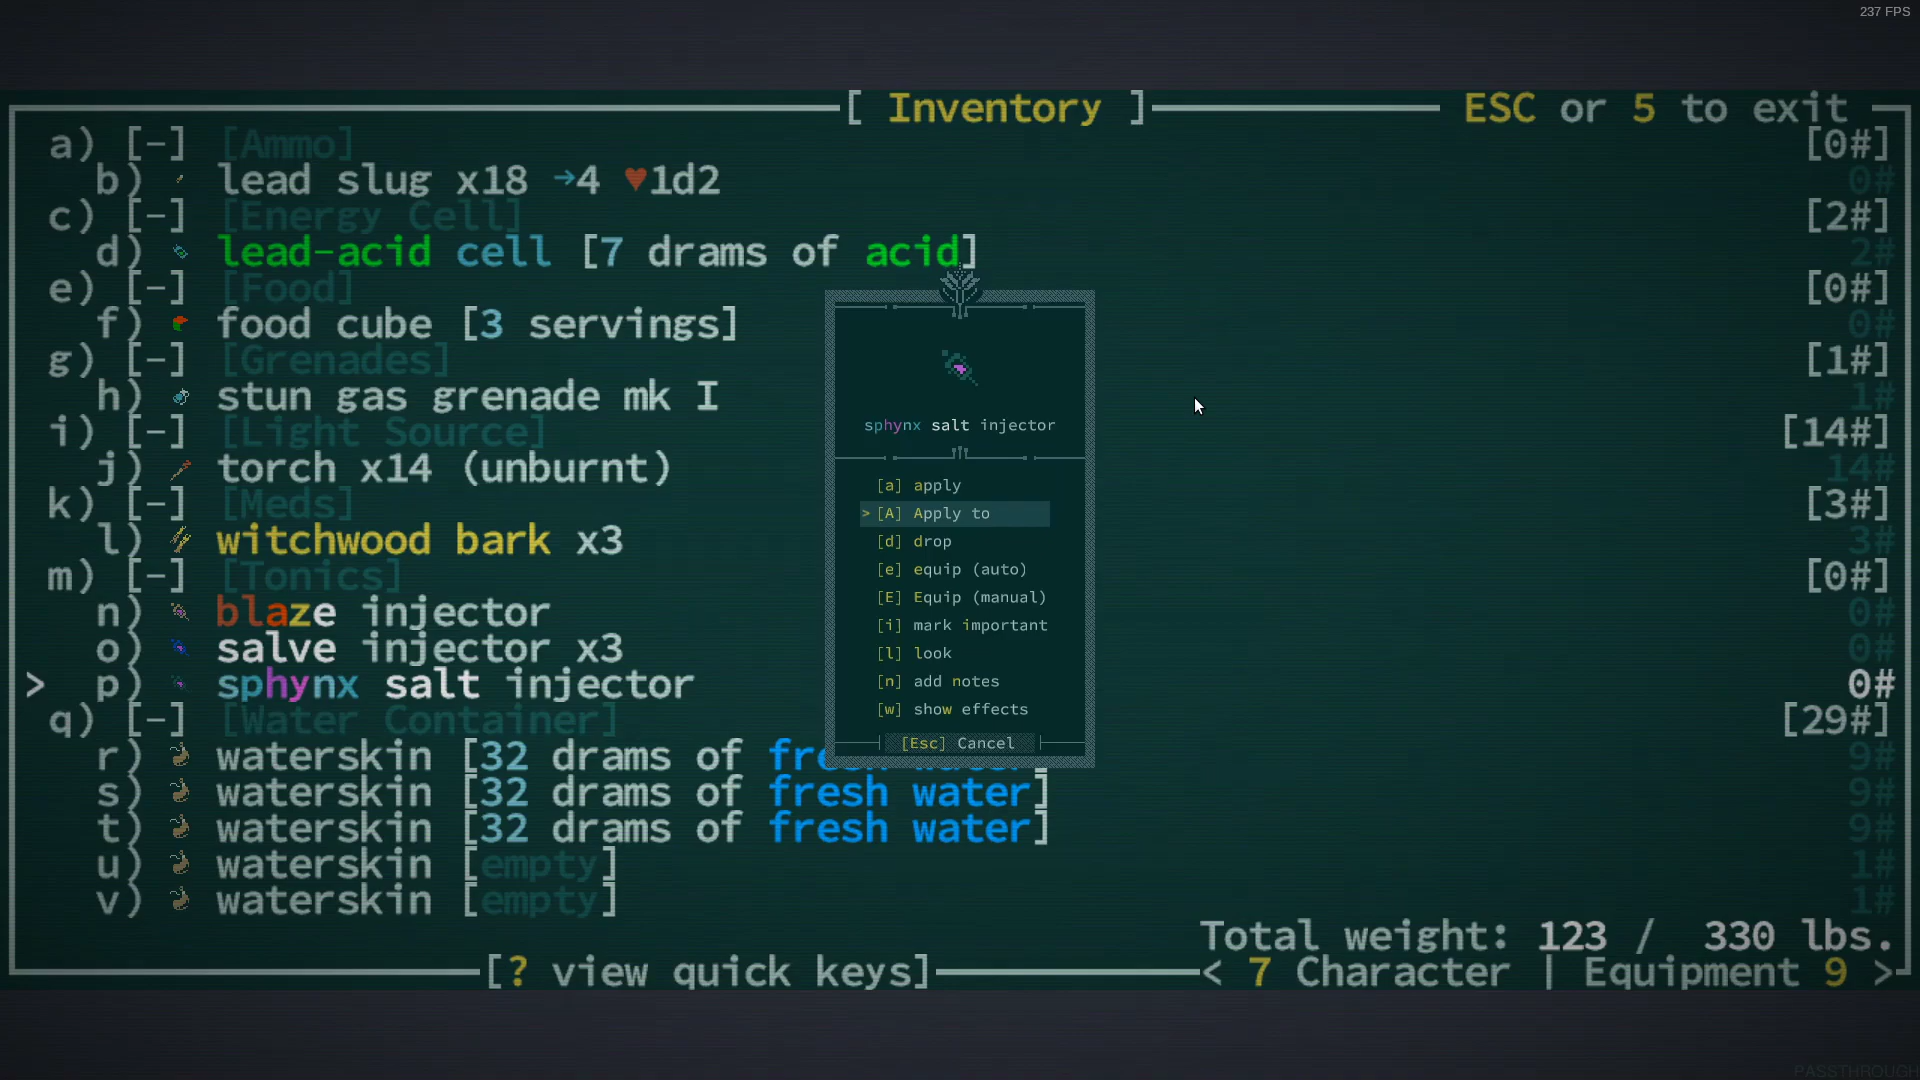 237 FPS
[ Inventory ] ESC or 5 to exit
a) [-] [Ammo] [0#]
b) lead slug x18 →4 ♥1d2 0#
c) [-] [Energy Cell] [2#]
d) lead-acid cell [7 drams of acid] 2#
e) [-] [Food] [0#]
f) food cube [3 servings] 0#
g) [-] [Grenades] [1#]
h) stun gas grenade mk I 1#
i) [-] [Light Source] [14#]
j) torch x14 (unburnt) 14#
k) [-] [Meds] [3#]
l) witchwood bark x3 3#
m) [-] [Tonics] [0#]
n) blaze injector 0#
o) salve injector x3 0#
> p) sphynx salt injector 0#
q) [-] [Water Container] [29#]
r) waterskin [32 drams of fresh water] 9#
s) waterskin [32 drams of fresh water] 9#
t) waterskin [32 drams of fresh water] 9#
u) waterskin [empty] 1#
v) waterskin [empty] 1#
Total weight: 123 / 330 lbs.
[? view quick keys] < 7 Character | Equipment 9 >
sphynx salt injector
[a] apply
> [A] Apply to
[d] drop
[e] equip (auto)
[E] Equip (manual)
[i] mark important
[l] look
[n] add notes
[w] show effects
[Esc] Cancel
PASSTHROUGH